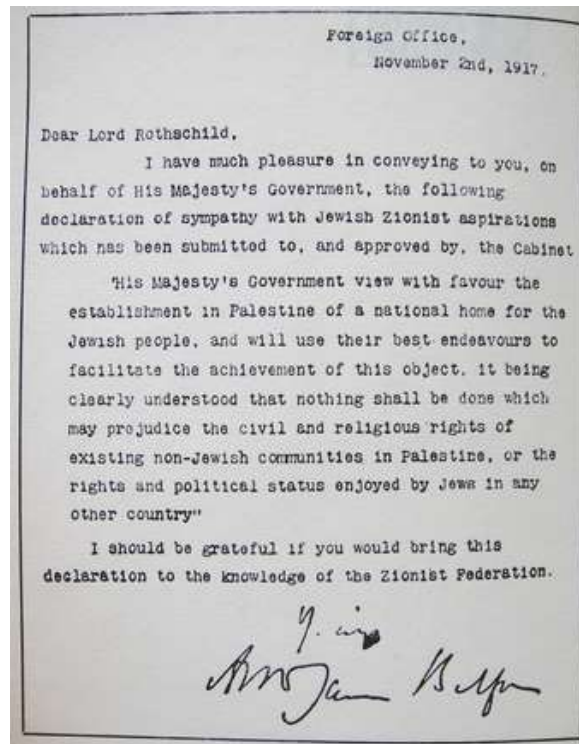 Foreign Office,
November 2nd, 1917.
Dear Lord Rothschild,
I have much pleasure in conveying to you, on
behalf of His Majesty's Government, the following
declaration of sympathy with Jewish Zionist aspirations
which has been submitted to, and approved by, the Cabinet
"His Majesty's Government view with favour the
establishment in Palestine of a national home for the
Jewish people, and will use their best endeavours to
facilitate the achievement of this object, it being
clearly understood that nothing shall be done which
may prejudice the civil and religious rights of
existing non-Jewish communities in Palestine, or the
rights and political status enjoyed by Jews in any
other country"
I should be grateful if you would bring this
declaration to the knowledge of the Zionist Federation.
Arthur James Balfour